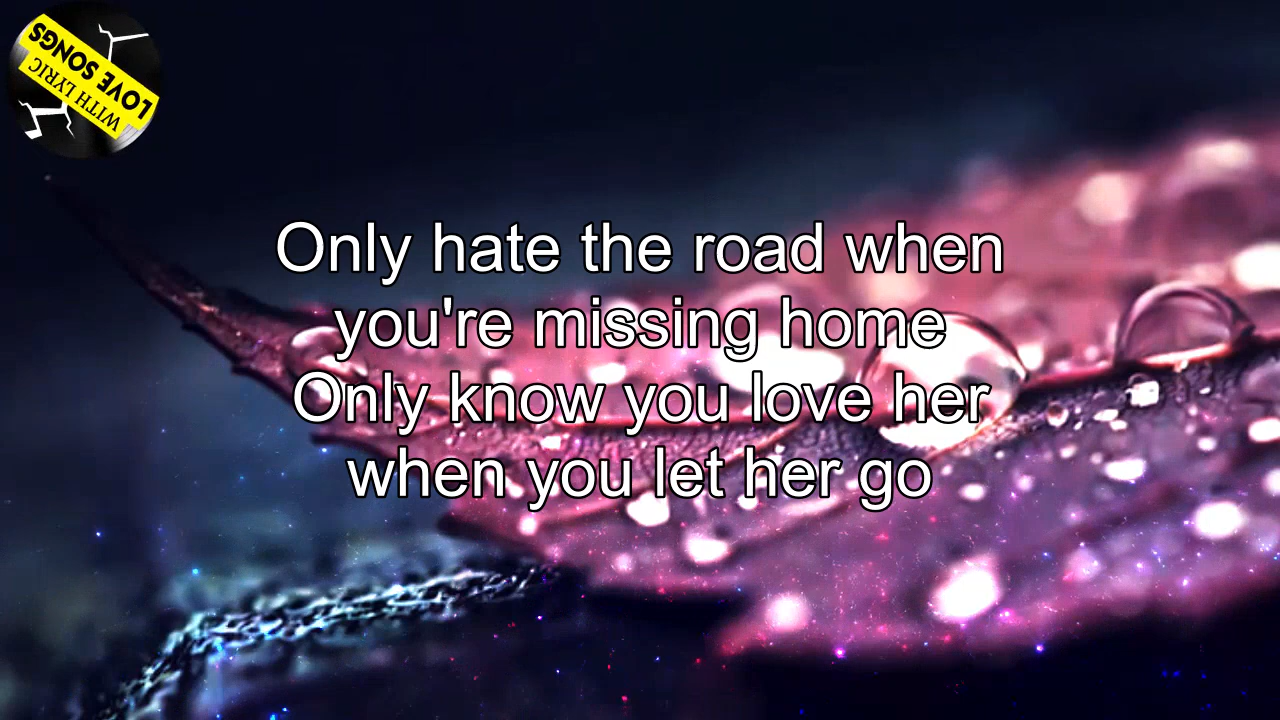 LOVE SONGS
WITH LYRIC
Only hate the road when
you're missing home
Only know you love her
when you let her go